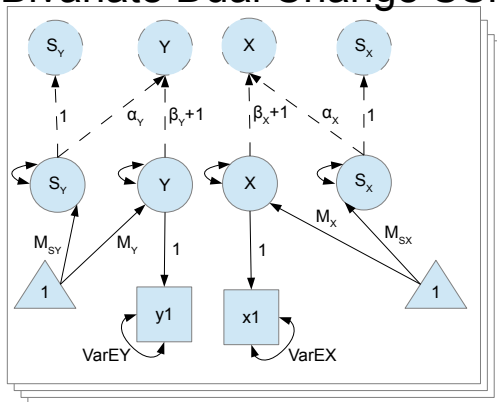 Bivariate Dual Change
S_Y Y X S_X
1 α_Y β_Y+1 β_X+1 α_X 1
S_Y Y X S_X
M_SY M_Y 1 1 M_X M_SX
1 y1 x1 1
VarEY VarEX